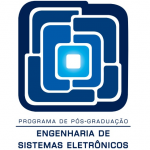 PROGRAMA DE PÓS-GRADUAÇÃO
ENGENHARIA DE
SISTEMAS ELETRÔNICOS